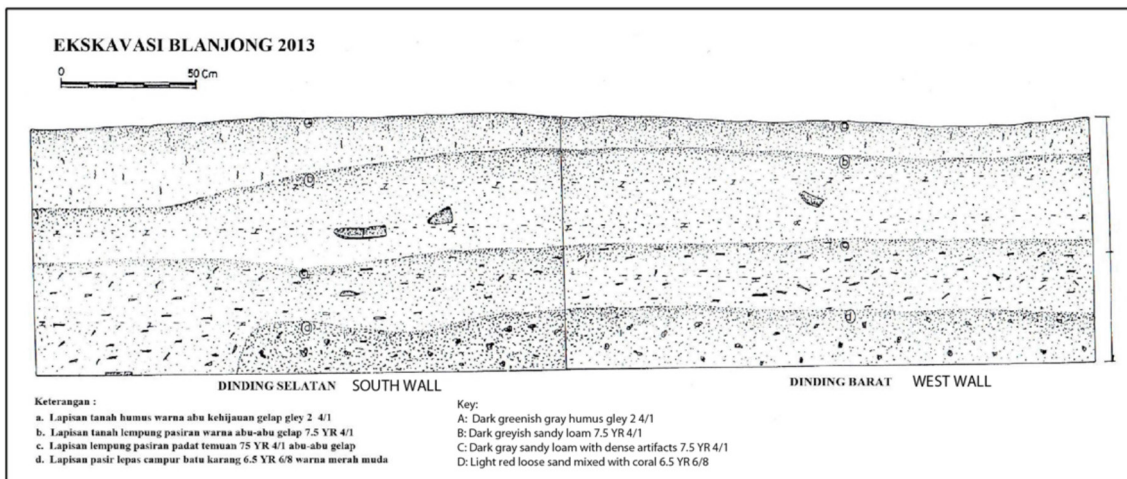 EKSKAVASI BLANJONG 2013
0 50 Cm
a a
b b
c c
d d
DINDING SELATAN SOUTH WALL DINDING BARAT WEST WALL
Keterangan :
a. Lapisan tanah humus warna abu kehijauan gelap gley 2 4/1
b. Lapisan tanah lempung pasiran warna abu-abu gelap 7.5 YR 4/1
c. Lapisan lempung pasiran padat temuan 75 YR 4/1 abu-abu gelap
d. Lapisan pasir lepas campur batu karang 6.5 YR 6/8 warna merah muda
Key:
A: Dark greenish gray humus gley 2 4/1
B: Dark greyish sandy loam 7.5 YR 4/1
C: Dark gray sandy loam with dense artifacts 7.5 YR 4/1
D: Light red loose sand mixed with coral 6.5 YR 6/8